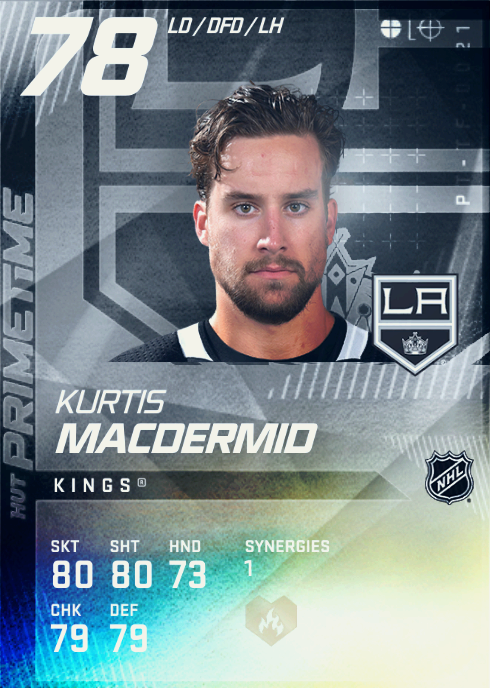 78
LD / DFD / LH
HUT PRIMETIME
LA
KURTIS
MACDERMID
KINGS®
NHL
SKT SHT HND SYNERGIES
80 80 73 1
CHK DEF
79 79